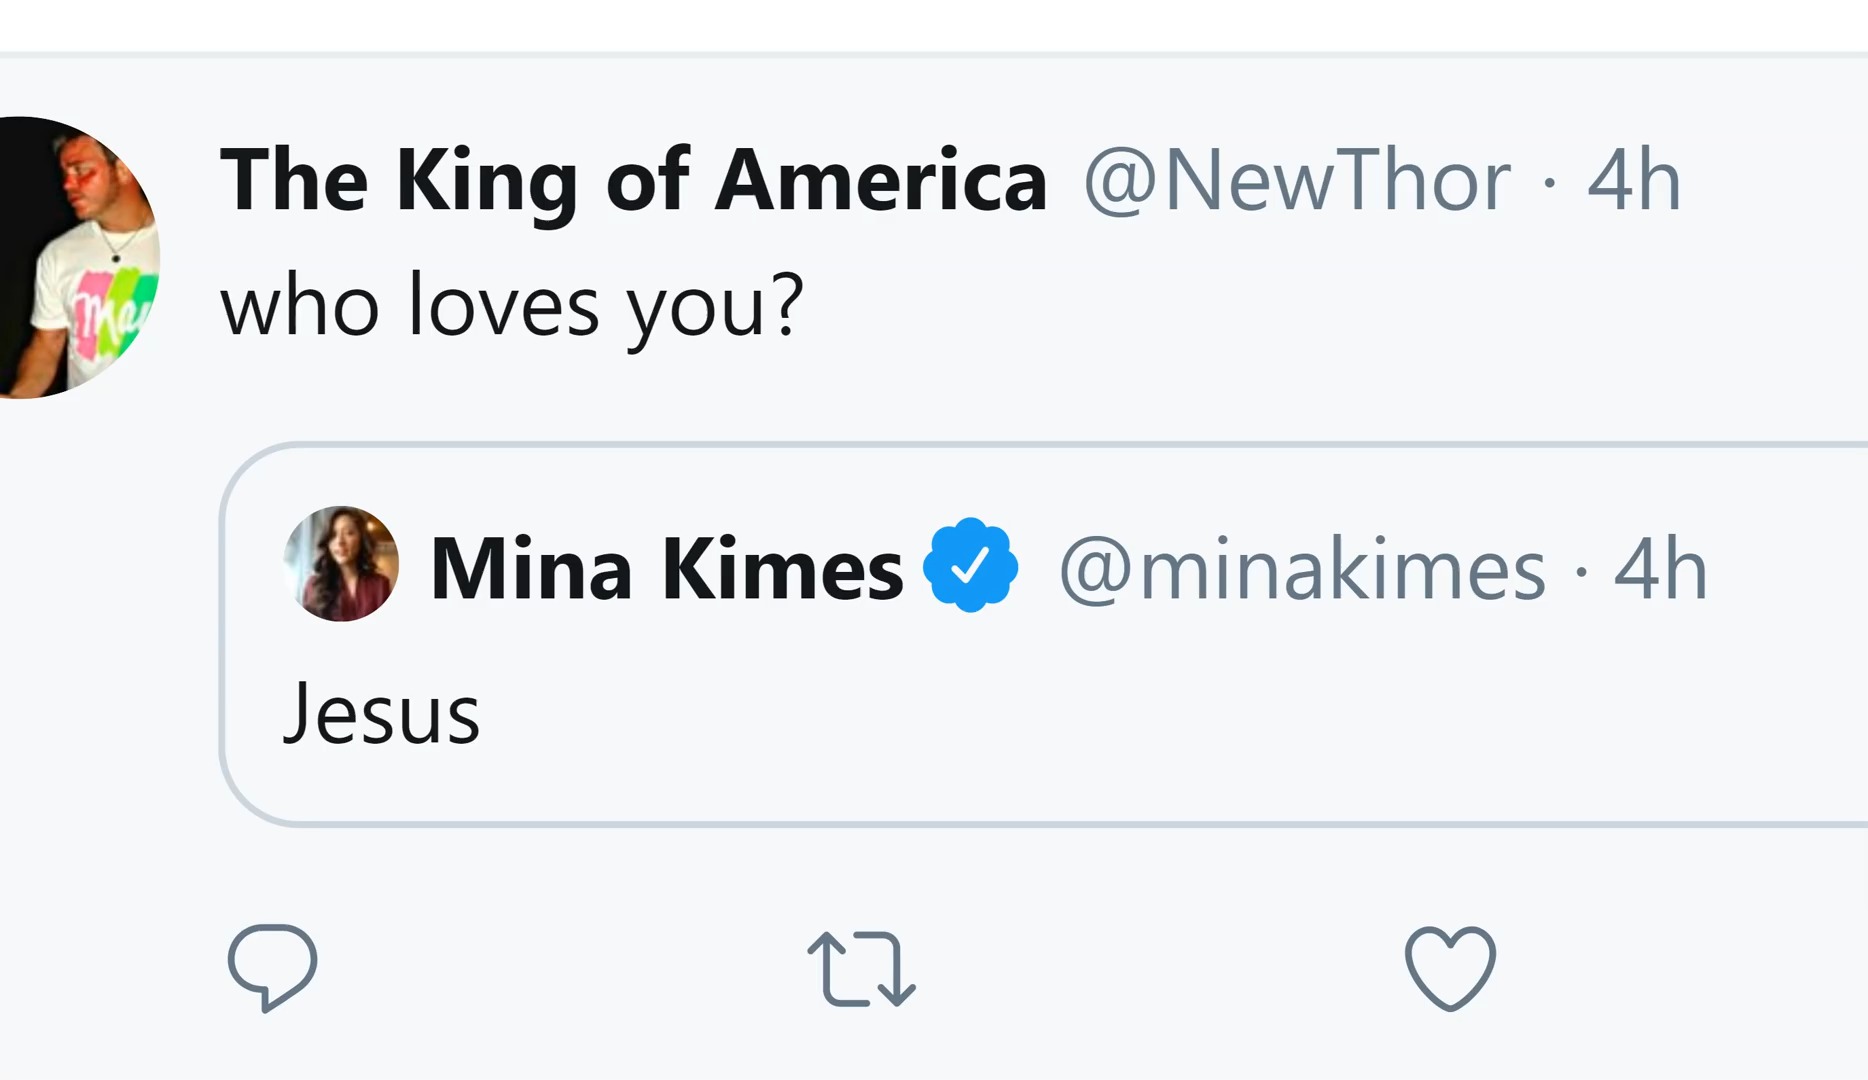 The King of America @NewThor · 4h
who loves you?
Mina Kimes @minakimes · 4h
Jesus